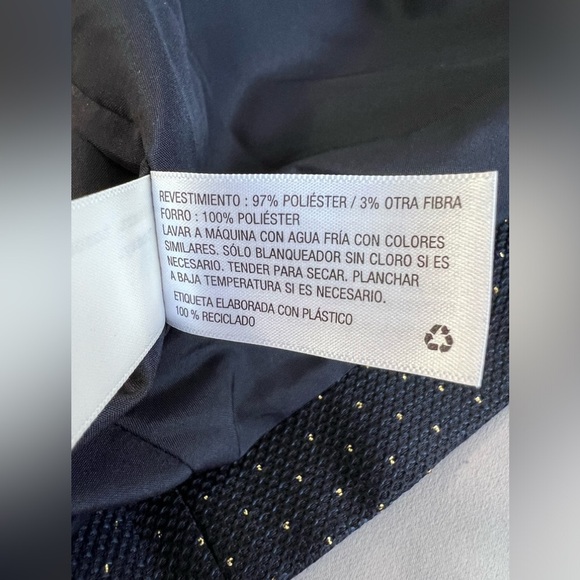 REVESTIMIENTO : 97% POLIÉSTER / 3% OTRA FIBRA
FORRO : 100% POLIÉSTER
LAVAR A MÁQUINA CON AGUA FRÍA CON COLORES
SIMILARES. SÓLO BLANQUEADOR SIN CLORO SI ES
NECESARIO. TENDER PARA SECAR. PLANCHAR
A BAJA TEMPERATURA SI ES NECESARIO.
ETIQUETA ELABORADA CON PLÁSTICO
100 % RECICLADO